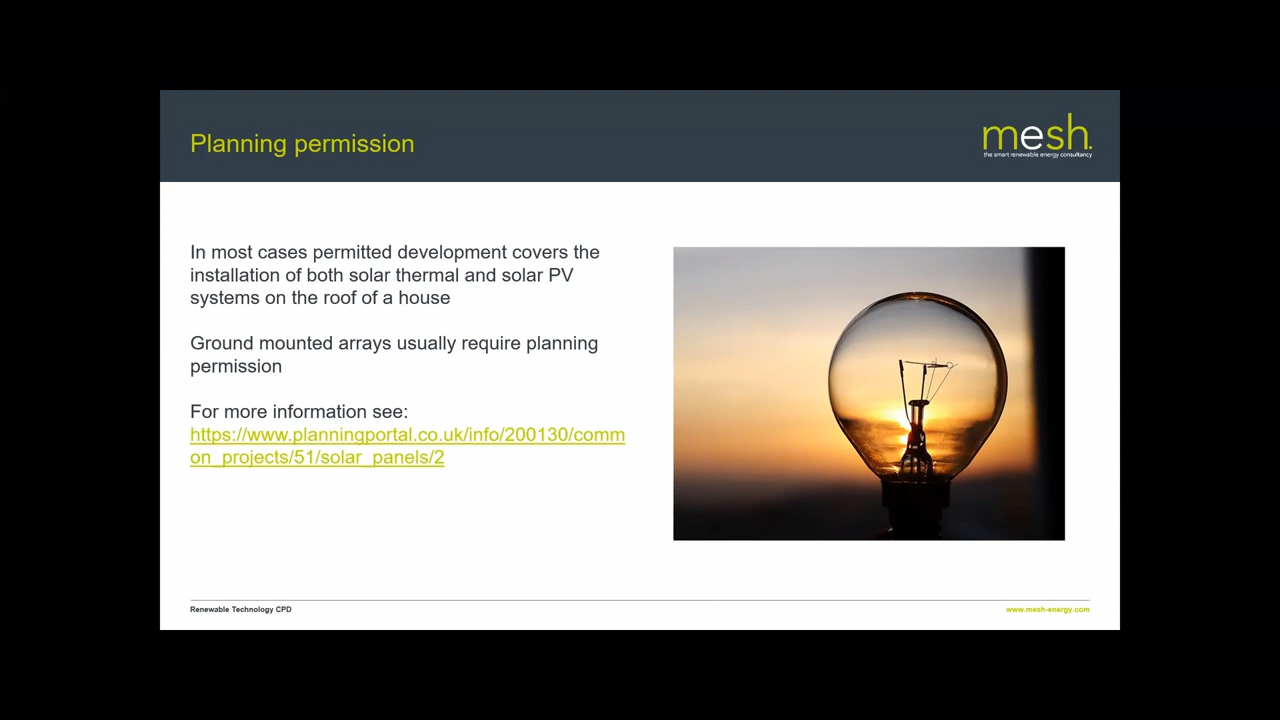 Planning permission
mesh.
the smart renewable energy consultancy
In most cases permitted development covers the
installation of both solar thermal and solar PV
systems on the roof of a house
Ground mounted arrays usually require planning
permission
For more information see:
https://www.planningportal.co.uk/info/200130/comm
on_projects/51/solar_panels/2
Renewable Technology CPD
www.mesh-energy.com